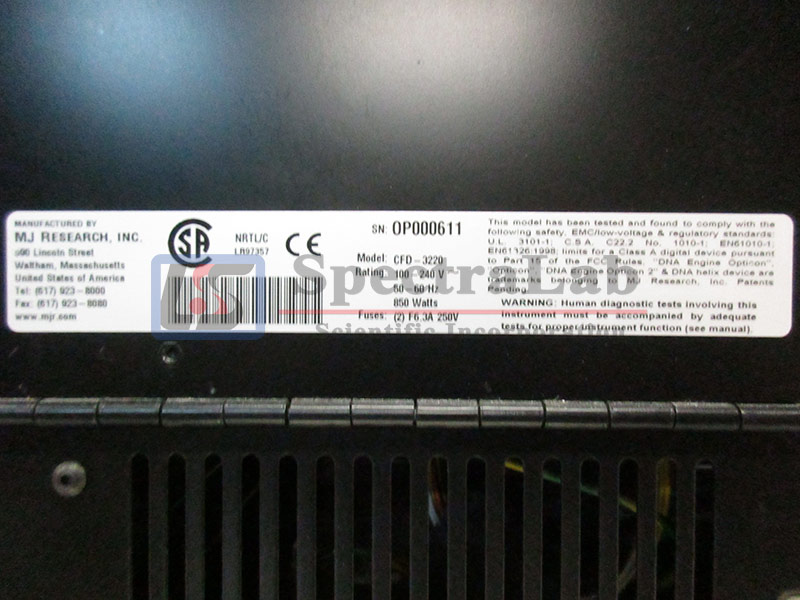 MANUFACTURED BY
MJ RESEARCH, INC.
590 Lincoln Street
Waltham, Massachusetts
United States of America
Tel: (617) 923-8000
Fax: (617) 923-8080
www.mjr.com
SA
NRTL/C
LR97357
CE
SN: OP000611
Model: CFD-3220
Rating 100-240 V
50-60 Hz
850 Watts
Fuses: (2) F6.3A 250V
This model has been tested and found to comply with the
following safety, EMC/low-voltage & regulatory standards:
U.L. 3101-1; C.S.A. C22.2 No. 1010-1; EN61010-1;
EN61326:1998; limits for a Class A digital device pursuant
to Part 15 of the FCC Rules. "DNA Engine Opticon",
"Opticon", "DNA Engine Opticon 2" & DNA helix device are
trademarks belonging to MJ Research, Inc. Patents
Pending.
WARNING: Human diagnostic tests involving this
instrument must be accompanied by adequate
tests for proper instrument function (see manual).
SpectraLab
Scientific Incorporation